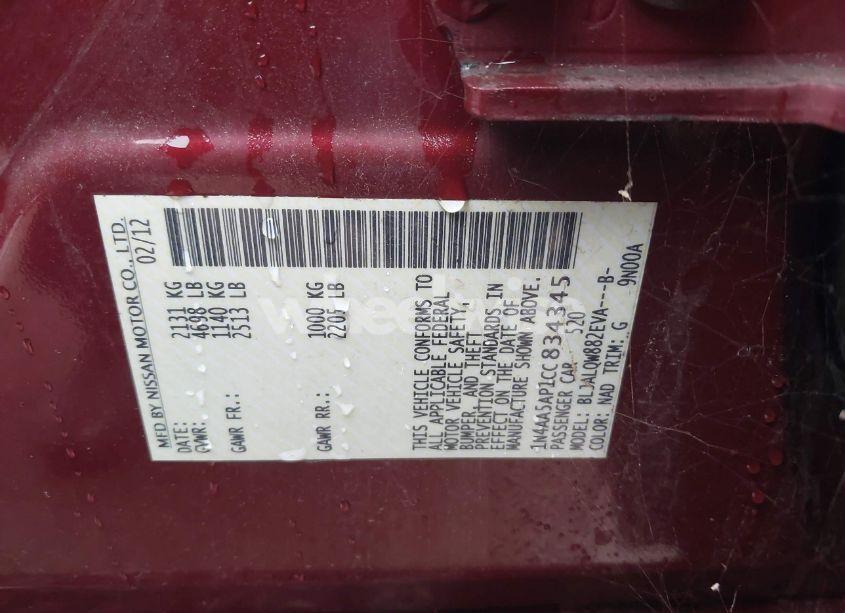 MFD BY NISSAN MOTOR CO., LTD.
DATE: 02/12
GVWR: 2131 KG
4698 LB
GAWR FR: 1140 KG
2513 LB
GAWR RR: 1000 KG
2205 LB
THIS VEHICLE CONFORMS TO
ALL APPLICABLE FEDERAL
MOTOR VEHICLE SAFETY,
BUMPER, AND THEFT
PREVENTION STANDARDS IN
EFFECT ON THE DATE OF
MANUFACTURE SHOWN ABOVE.
1N4AA5AP1CC834345
PASSENGER CAR 520
MODEL: BLJALQW882EVA---B-
COLOR: NAD TRIM: G 9N00A